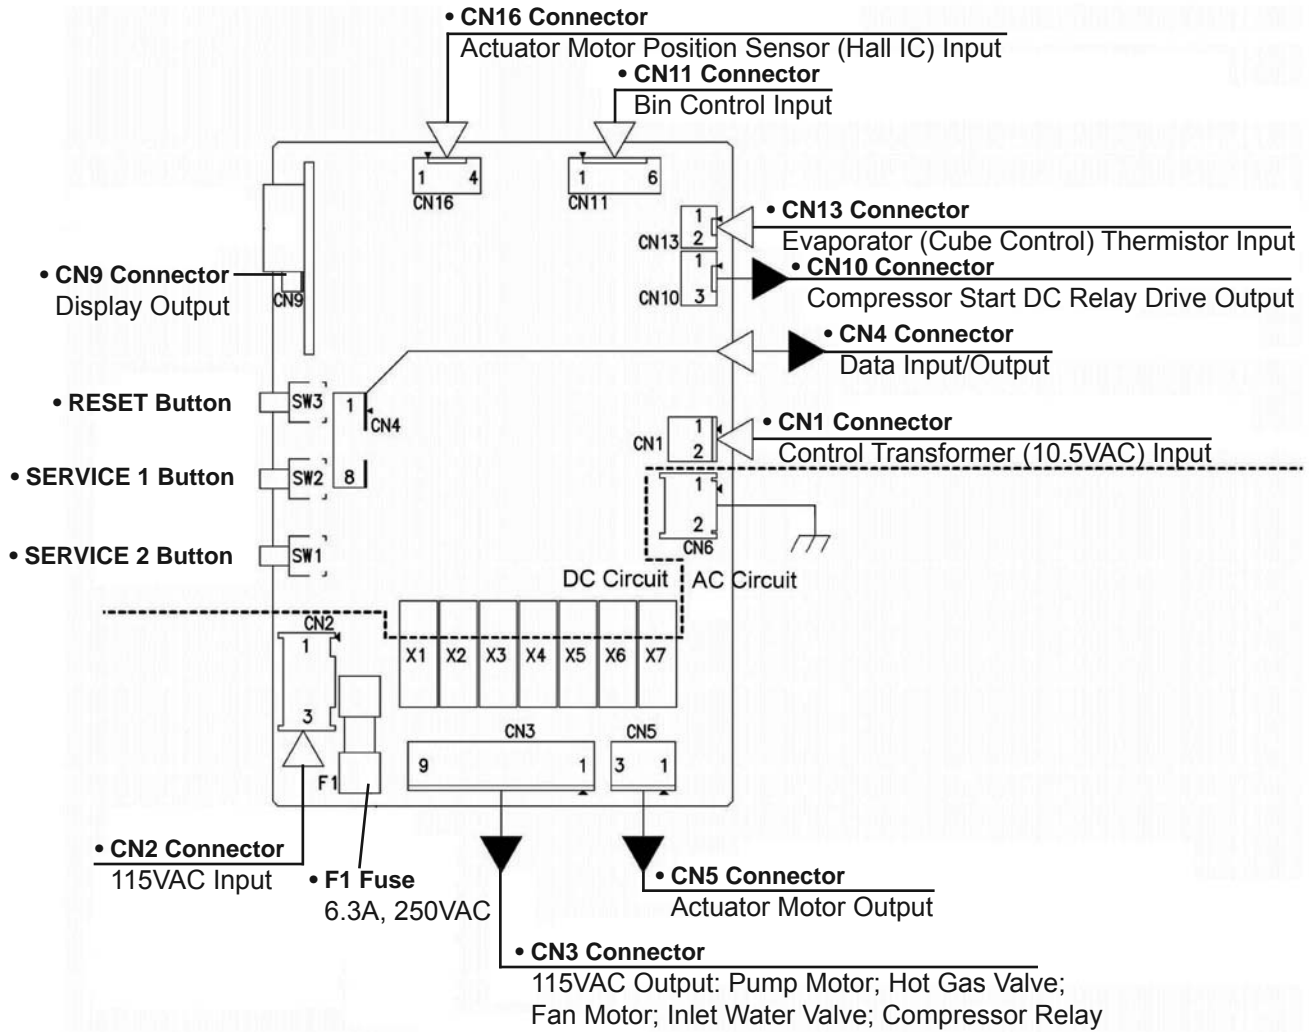 • CN16 Connector
Actuator Motor Position Sensor (Hall IC) Input
• CN11 Connector
Bin Control Input
1 4
CN16
1 6
CN11
• CN13 Connector
Evaporator (Cube Control) Thermistor Input
1
CN13 2
• CN10 Connector
Compressor Start DC Relay Drive Output
1
CN10 3
• CN9 Connector
Display Output
CN9
• CN4 Connector
Data Input/Output
• RESET Button
SW3
1
CN4
8
• CN1 Connector
Control Transformer (10.5VAC) Input
1
CN1
2
• SERVICE 1 Button
SW2
1
2
CN6
• SERVICE 2 Button
SW1
DC Circuit AC Circuit
CN2
1
3
X1 X2 X3 X4 X5 X6 X7
CN3 CN5
9 1 3 1
F1
• CN2 Connector
115VAC Input
• F1 Fuse
6.3A, 250VAC
• CN5 Connector
Actuator Motor Output
• CN3 Connector
115VAC Output: Pump Motor; Hot Gas Valve;
Fan Motor; Inlet Water Valve; Compressor Relay